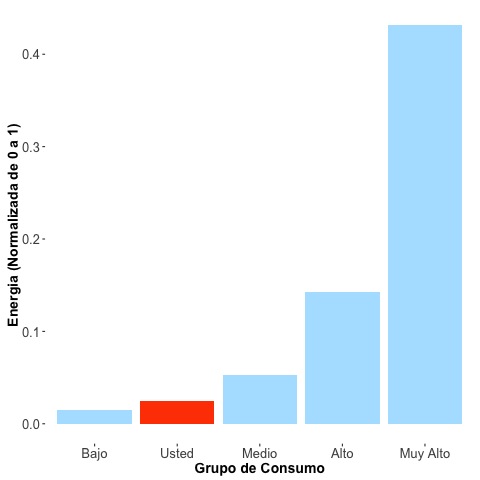 Energia (Normalizada de 0 a 1)
0.4
0.3
0.2
0.1
0.0
Bajo Usted Medio Alto Muy Alto
Grupo de Consumo